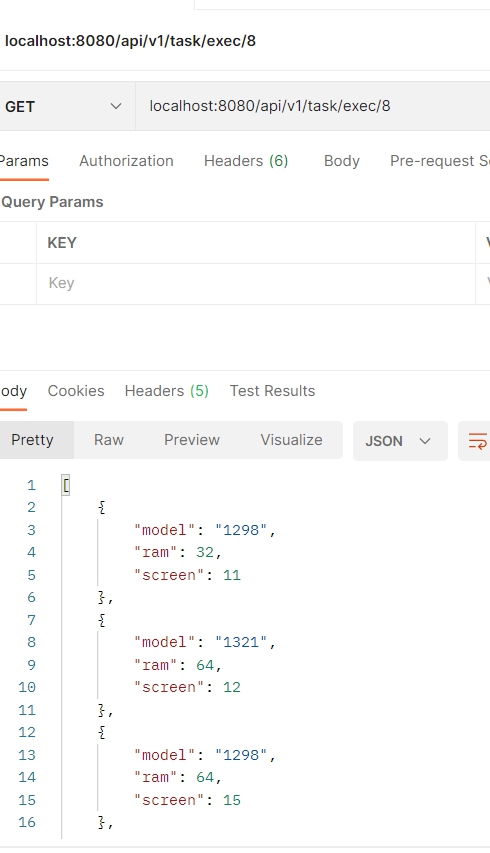 localhost:8080/api/v1/task/exec/8
GET localhost:8080/api/v1/task/exec/8
Params Authorization Headers (6) Body Pre-request S
Query Params
KEY V
Key V
ody Cookies Headers (5) Test Results
Pretty Raw Preview Visualize JSON
1 [
2 {
3 "model": "1298",
4 "ram": 32,
5 "screen": 11
6 },
7 {
8 "model": "1321",
9 "ram": 64,
10 "screen": 12
11 },
12 {
13 "model": "1298",
14 "ram": 64,
15 "screen": 15
16 },